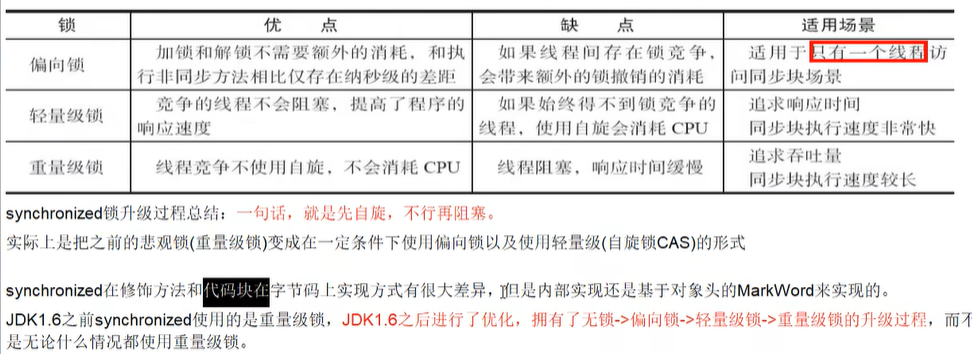 锁 优 点 缺 点 适用场景
偏向锁 加锁和解锁不需要额外的消耗，和执 如果线程间存在锁竞争， 适用于只有一个线程访
行非同步方法相比仅存在纳秒级的差距 会带来额外的锁撤销的消耗 问同步块场景
轻量级锁 竞争的线程不会阻塞，提高了程序的 如果始终得不到锁竞争的 追求响应时间
响应速度 线程，使用自旋会消耗 CPU 同步块执行速度非常快
重量级锁 线程竞争不使用自旋，不会消耗 CPU 线程阻塞，响应时间缓慢 追求吞吐量
同步块执行速度较长
synchronized锁升级过程总结：一句话，就是先自旋，不行再阻塞。
实际上是把之前的悲观锁(重量级锁)变成在一定条件下使用偏向锁以及使用轻量级(自旋锁CAS)的形式
synchronized在修饰方法和代码块在字节码上实现方式有很大差异，但是内部实现还是基于对象头的MarkWord来实现的。
JDK1.6之前synchronized使用的是重量级锁，JDK1.6之后进行了优化，拥有了无锁->偏向锁->轻量级锁->重量级锁的升级过程，而不
是无论什么情况都使用重量级锁。